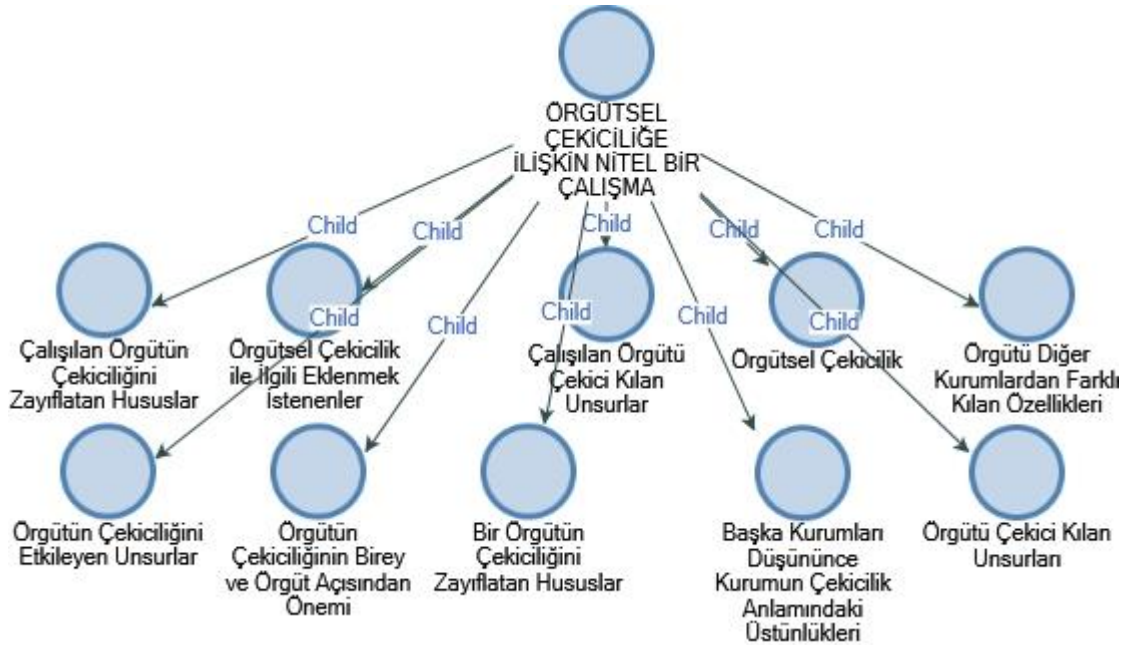 ÖRGÜTSEL
ÇEKİCİLİĞE
İLİŞKİN NİTEL BİR
ÇALIŞMA
Child
Child
Child
Child
Child
Çalışılan Örgütün
Çekiciliğini
Zayıflatan Hususlar
Örgütsel Çekicilik
ile İlgili Eklenmek
İstenenler
Çalışılan Örgütü
Çekici Kılan
Unsurlar
Örgütsel Çekicilik
Örgütü Diğer
Kurumlardan Farklı
Kılan Özellikleri
Child
Child
Child
Child
Child
Örgütün Çekiciliğini
Etkileyen Unsurlar
Örgütün
Çekiciliğinin Birey
ve Örgüt Açısından
Önemi
Bir Örgütün
Çekiciliğini
Zayıflatan Hususlar
Başka Kurumları
Düşününce
Kurumun Çekicilik
Anlamındaki
Üstünlükleri
Örgütü Çekici Kılan
Unsurları